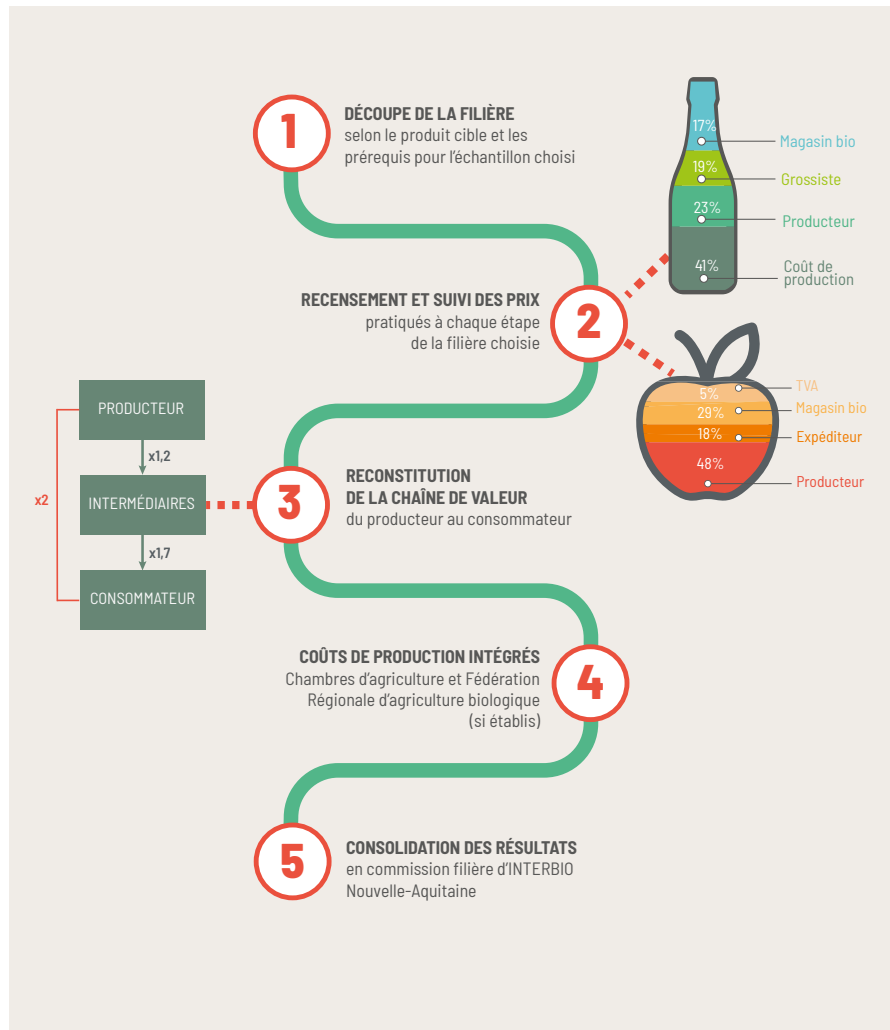 1
DÉCOUPE DE LA FILIÈRE
selon le produit cible et les
prérequis pour l'échantillon choisi
17%
Magasin bio
19%
Grossiste
23%
Producteur
41%
Coût de
production
RECENSEMENT ET SUIVI DES PRIX
pratiqués à chaque étape
de la filière choisie
2
TVA
5%
Magasin bio
29%
Expéditeur
18%
48%
Producteur
PRODUCTEUR
x1,2
x2
INTERMÉDIAIRES
x1,7
CONSOMMATEUR
3
RECONSTITUTION
DE LA CHAÎNE DE VALEUR
du producteur au consommateur
COÛTS DE PRODUCTION INTÉGRÉS
Chambres d'agriculture et Fédération
Régionale d'agriculture biologique
(si établis)
4
5
CONSOLIDATION DES RÉSULTATS
en commission filière d'INTERBIO
Nouvelle-Aquitaine